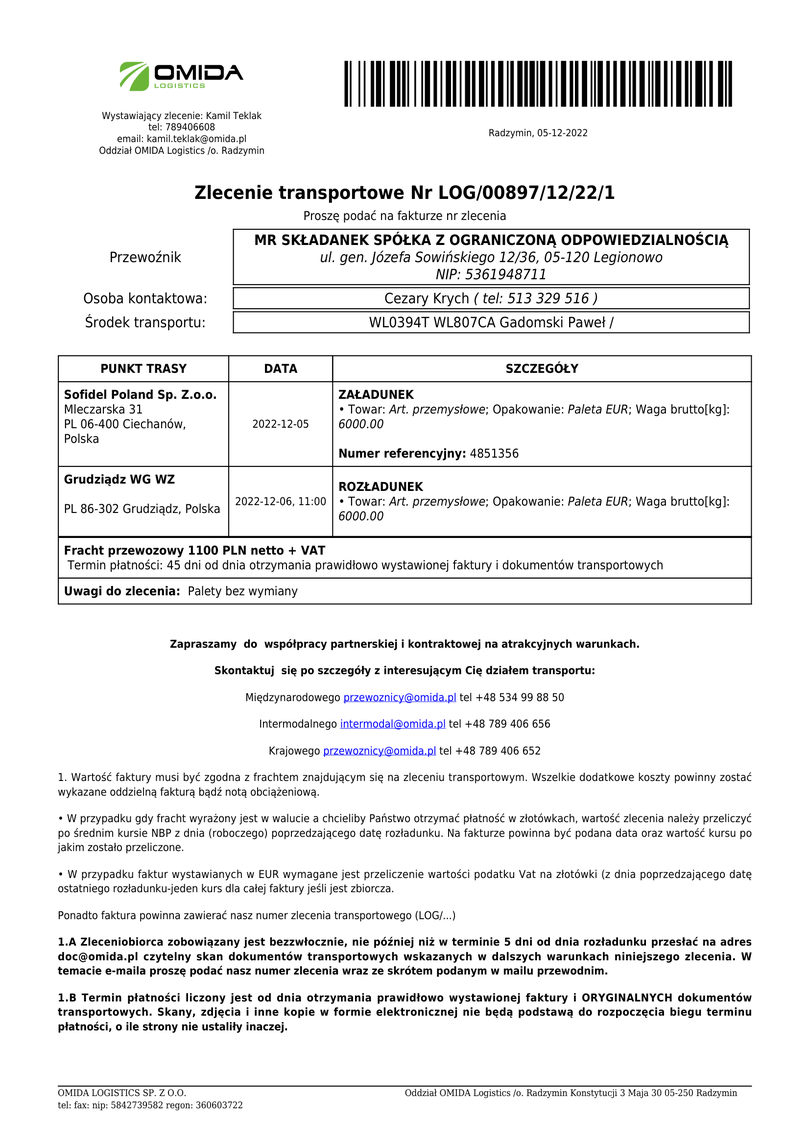 OMIDA
LOGISTICS
Wystawiający zlecenie: Kamil Teklak
tel: 789406608
email: kamil.teklak@omida.pl
Oddział OMIDA Logistics /o. Radzymin
Radzymin, 05-12-2022
Zlecenie transportowe Nr LOG/00897/12/22/1
Proszę podać na fakturze nr zlecenia
Przewoźnik
MR SKŁADANEK SPÓŁKA Z OGRANICZONĄ ODPOWIEDZIALNOŚCIĄ
ul. gen. Józefa Sowińskiego 12/36, 05-120 Legionowo
NIP: 5361948711
Osoba kontaktowa:
Cezary Krych ( tel: 513 329 516 )
Środek transportu:
WL0394T WL807CA Gadomski Paweł /
PUNKT TRASY
DATA
SZCZEGÓŁY
Sofidel Poland Sp. Z.o.o.
Mleczarska 31
PL 06-400 Ciechanów,
Polska
2022-12-05
ZAŁADUNEK
• Towar: Art. przemysłowe; Opakowanie: Paleta EUR; Waga brutto[kg]:
6000.00
Numer referencyjny: 4851356
Grudziądz WG WZ
PL 86-302 Grudziądz, Polska
2022-12-06, 11:00
ROZŁADUNEK
• Towar: Art. przemysłowe; Opakowanie: Paleta EUR; Waga brutto[kg]:
6000.00
Fracht przewozowy 1100 PLN netto + VAT
Termin płatności: 45 dni od dnia otrzymania prawidłowo wystawionej faktury i dokumentów transportowych
Uwagi do zlecenia: Palety bez wymiany
Zapraszamy do współpracy partnerskiej i kontraktowej na atrakcyjnych warunkach.
Skontaktuj się po szczegóły z interesującym Cię działem transportu:
Międzynarodowego przewoznicy@omida.pl tel +48 534 99 88 50
Intermodalnego intermodal@omida.pl tel +48 789 406 656
Krajowego przewoznicy@omida.pl tel +48 789 406 652
1. Wartość faktury musi być zgodna z frachtem znajdującym się na zleceniu transportowym. Wszelkie dodatkowe koszty powinny zostać
wykazane oddzielną fakturą bądź notą obciążeniową.
• W przypadku gdy fracht wyrażony jest w walucie a chcieliby Państwo otrzymać płatność w złotówkach, wartość zlecenia należy przeliczyć
po średnim kursie NBP z dnia (roboczego) poprzedzającego datę rozładunku. Na fakturze powinna być podana data oraz wartość kursu po
jakim zostało przeliczone.
• W przypadku faktur wystawianych w EUR wymagane jest przeliczenie wartości podatku Vat na złotówki (z dnia poprzedzającego datę
ostatniego rozładunku-jeden kurs dla całej faktury jeśli jest zbiorcza.
Ponadto faktura powinna zawierać nasz numer zlecenia transportowego (LOG/...)
1.A Zleceniobiorca zobowiązany jest bezzwłocznie, nie później niż w terminie 5 dni od dnia rozładunku przesłać na adres
doc@omida.pl czytelny skan dokumentów transportowych wskazanych w dalszych warunkach niniejszego zlecenia. W
temacie e-maila proszę podać nasz numer zlecenia wraz ze skrótem podanym w mailu przewodnim.
1.B Termin płatności liczony jest od dnia otrzymania prawidłowo wystawionej faktury i ORYGINALNYCH dokumentów
transportowych. Skany, zdjęcia i inne kopie w formie elektronicznej nie będą podstawą do rozpoczęcia biegu terminu
płatności, o ile strony nie ustaliły inaczej.
OMIDA LOGISTICS SP. Z O.O.
tel: fax: nip: 5842739582 regon: 360603722
Oddział OMIDA Logistics /o. Radzymin Konstytucji 3 Maja 30 05-250 Radzymin